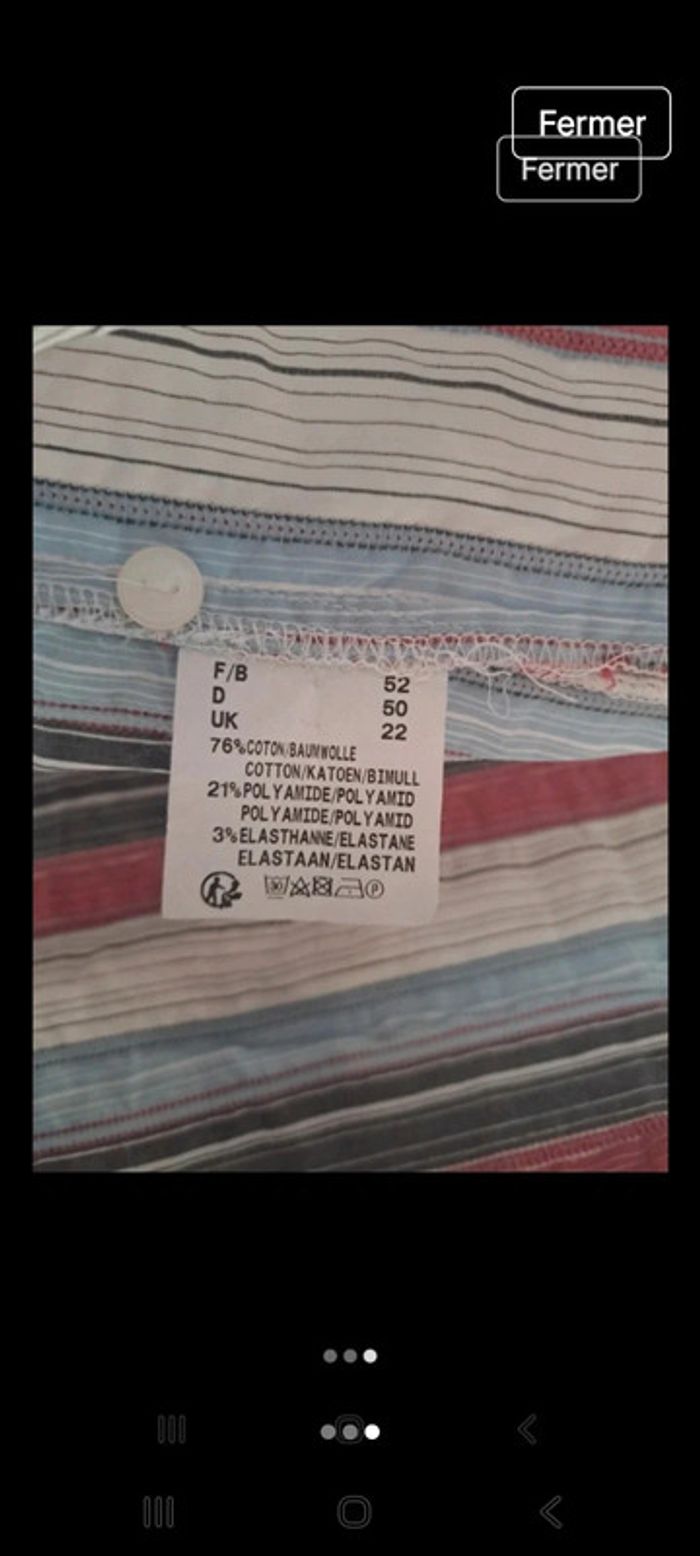 Fermer
Fermer
F/B 52
D 50
UK 22
76%COTON/BAUMWOLLE
COTTON/KATOEN/BIMULL
21%POLYAMIDE/POLYAMID
POLYAMIDE/POLYAMID
3%ELASTHANNE/ELASTANE
ELASTAAN/ELASTAN
30
P